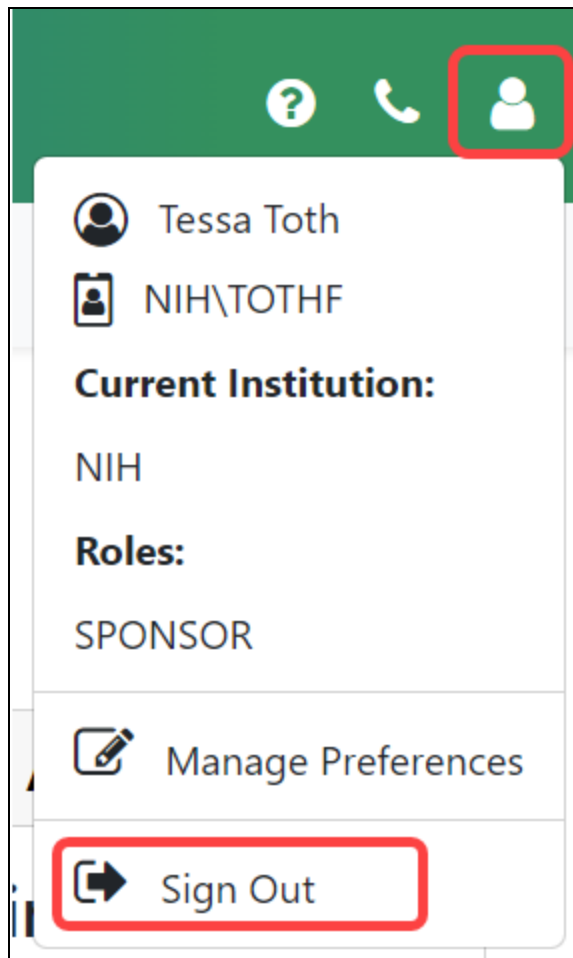 Tessa Toth
NIH\TOTHF
Current Institution:
NIH
Roles:
SPONSOR
Manage Preferences
Sign Out